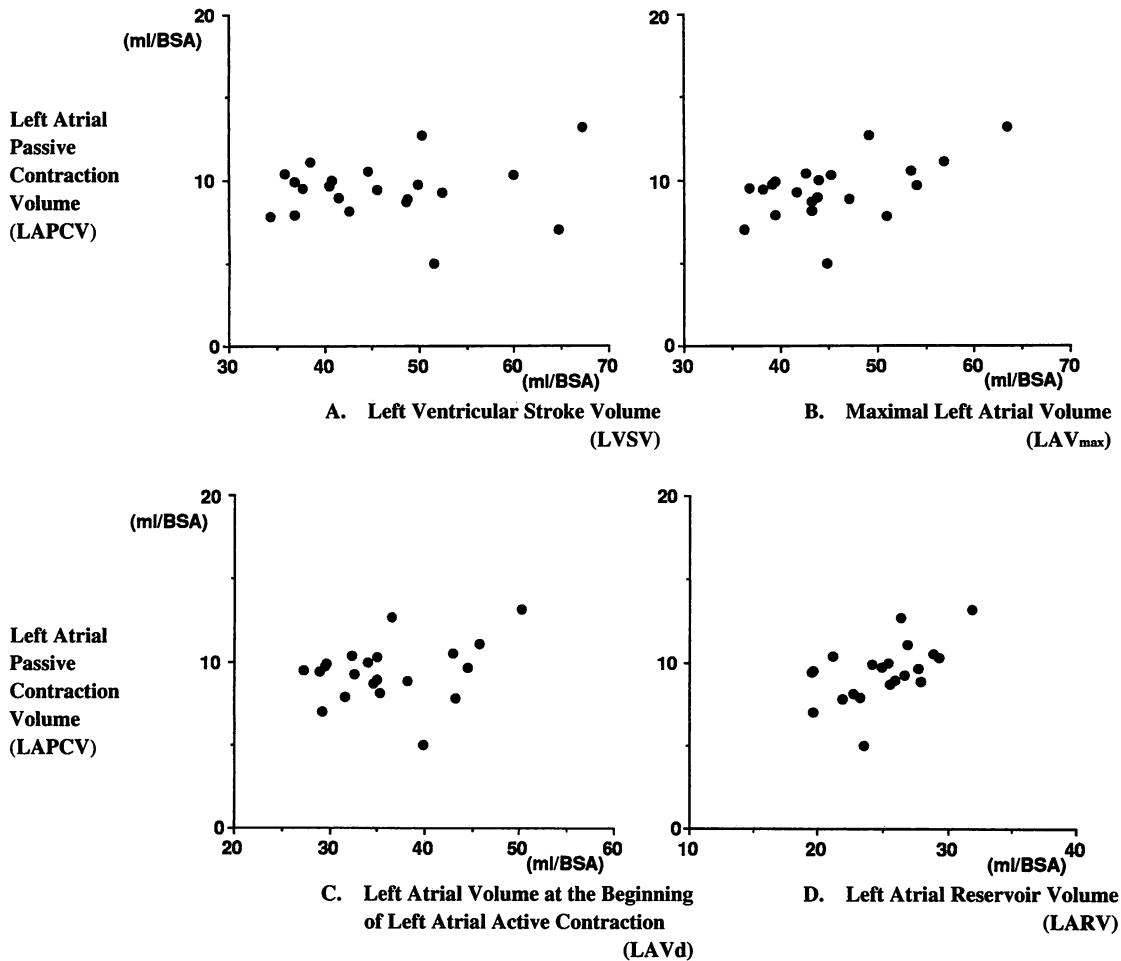 20
(ml/BSA)
Left Atrial
Passive
Contraction
Volume
(LAPCV)
10
0
30 40 50 60 70
(ml/BSA)
A. Left Ventricular Stroke Volume
(LVSV)
20
10
0
30 40 50 60 70
(ml/BSA)
B. Maximal Left Atrial Volume
(LAVmax)
20
(ml/BSA)
Left Atrial
Passive
Contraction
Volume
(LAPCV)
10
0
20 30 40 50 60
(ml/BSA)
C. Left Atrial Volume at the Beginning
of Left Atrial Active Contraction
(LAVd)
20
10
0
10 20 30 40
(ml/BSA)
D. Left Atrial Reservoir Volume
(LARV)